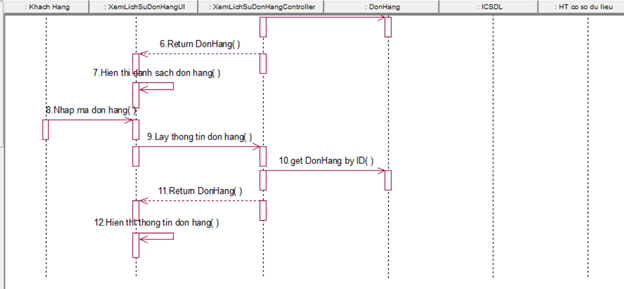 : Khach Hang
: XemLichSuDonHangUI
: XemLichSuDonHangController
: DonHang
: ICSDL
: HT co so du lieu
6.Return DonHang( )
7.Hien thi danh sach don hang( )
8.Nhap ma don hang( )
9.Lay thong tin don hang( )
10.get DonHang by ID( )
11.Return DonHang( )
12.Hien thi thong tin don hang( )